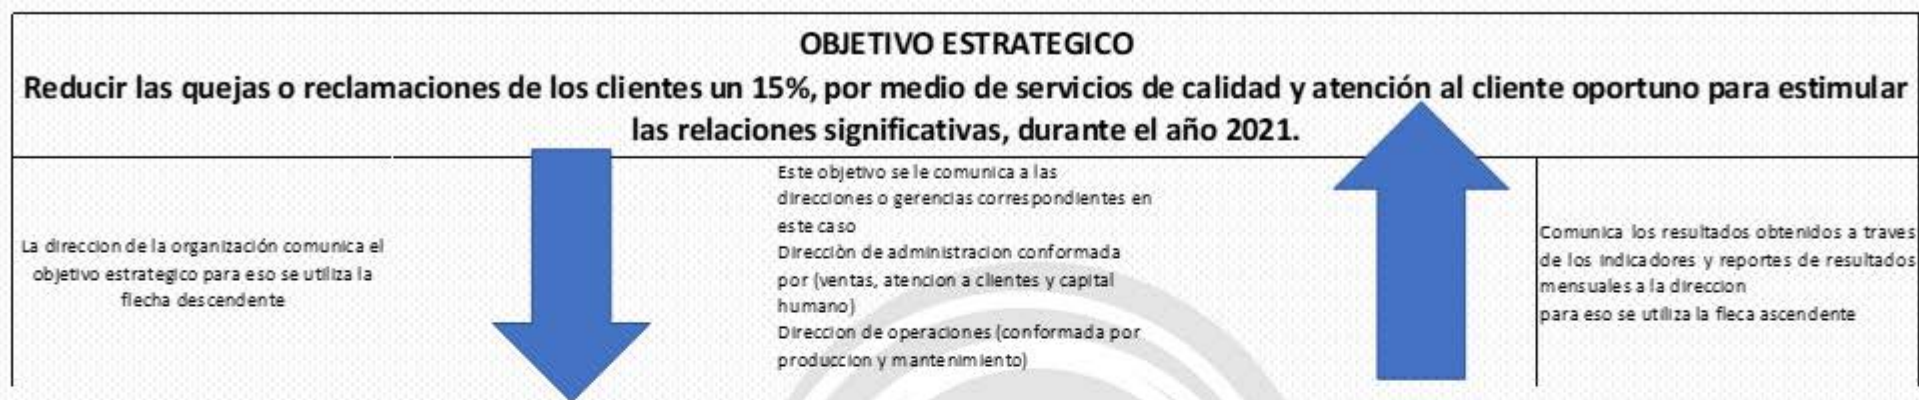 OBJETIVO ESTRATEGICO
Reducir las quejas o reclamaciones de los clientes un 15%, por medio de servicios de calidad y atención al cliente oportuno para estimular
las relaciones significativas, durante el año 2021.
La direccion de la organización comunica el
objetivo estrategico para eso se utiliza la
flecha descendente
Este objetivo se le comunica a las
direcciones o gerencias correspondientes en
este caso
Direcciòn de administracion conformada
por (ventas, atencion a clientes y capital
humano)
Direccion de operaciones (conformada por
produccion y mantenimiento)
Comunica los resultados obtenidos a traves
de los indicadores y reportes de resultados
mensuales a la direccion
para eso se utiliza la fleca ascendente